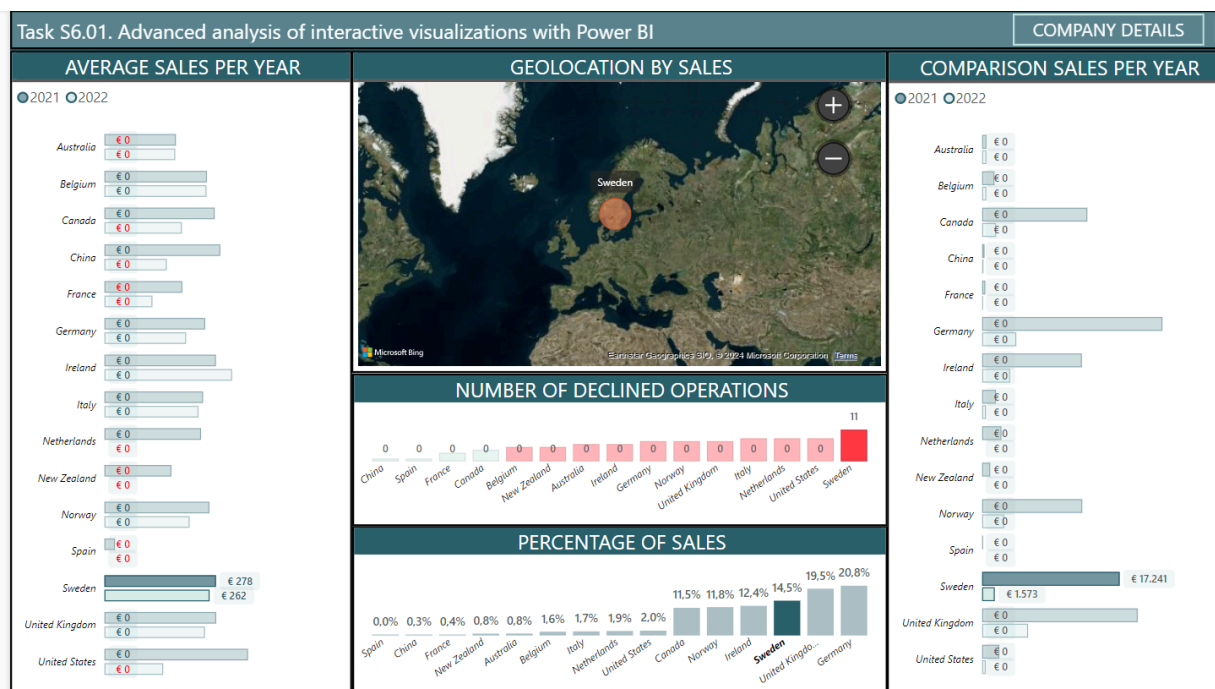 Task S6.01. Advanced analysis of interactive visualizations with Power BI
COMPANY DETAILS
AVERAGE SALES PER YEAR
2021 2022
Australia
€ 0
€ 0
Belgium
€ 0
€ 0
Canada
€ 0
€ 0
China
€ 0
€ 0
France
€ 0
€ 0
Germany
€ 0
€ 0
Ireland
€ 0
€ 0
Italy
€ 0
€ 0
Netherlands
€ 0
€ 0
New Zealand
€ 0
€ 0
Norway
€ 0
€ 0
Spain
€ 0
€ 0
Sweden
€ 278
€ 262
United Kingdom
€ 0
€ 0
United States
€ 0
€ 0
GEOLOCATION BY SALES
+
−
Sweden
Microsoft Bing
Earthstar Geographics SIO, © 2024 Microsoft Corporation Terms
NUMBER OF DECLINED OPERATIONS
0 0 0 0 0 0 0 0 0 0 0 0 0 0 11
China Spain France Canada Belgium New Zealand Australia Ireland Germany Norway United Kingdom Italy Netherlands United States Sweden
PERCENTAGE OF SALES
0,0% 0,3% 0,4% 0,8% 0,8% 1,6% 1,7% 1,9% 2,0% 11,5% 11,8% 12,4% 14,5% 19,5% 20,8%
Spain China France New Zealand Australia Belgium Italy Netherlands United States Canada Norway Ireland Sweden United Kingdo... Germany
COMPARISON SALES PER YEAR
2021 2022
Australia
€ 0
€ 0
Belgium
€ 0
€ 0
Canada
€ 0
€ 0
China
€ 0
€ 0
France
€ 0
€ 0
Germany
€ 0
€ 0
Ireland
€ 0
€ 0
Italy
€ 0
€ 0
Netherlands
€ 0
€ 0
New Zealand
€ 0
€ 0
Norway
€ 0
€ 0
Spain
€ 0
€ 0
Sweden
€ 17.241
€ 1.573
United Kingdom
€ 0
€ 0
United States
€ 0
€ 0